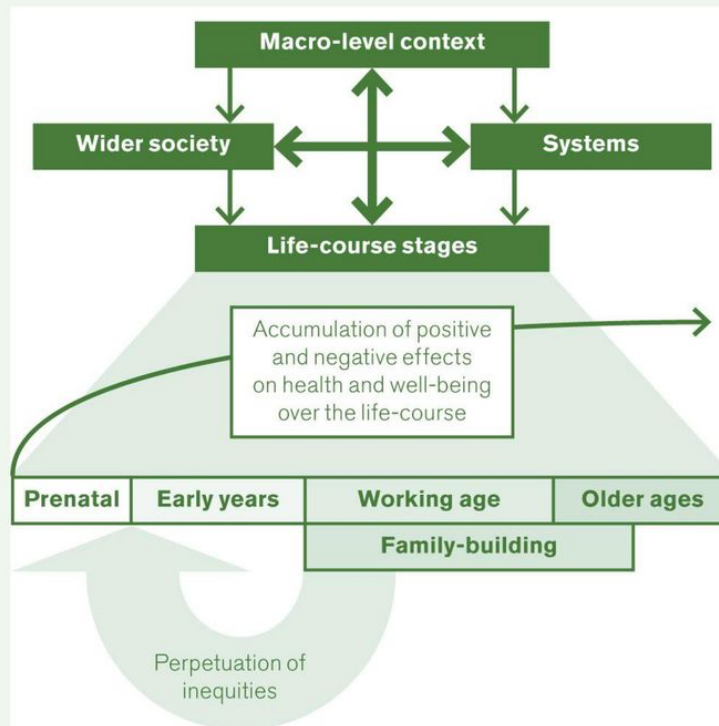 Macro-level context
Wider society
Systems
Life-course stages
Accumulation of positive
and negative effects
on health and well-being
over the life-course
Prenatal
Early years
Working age
Older ages
Family-building
Perpetuation of
inequities